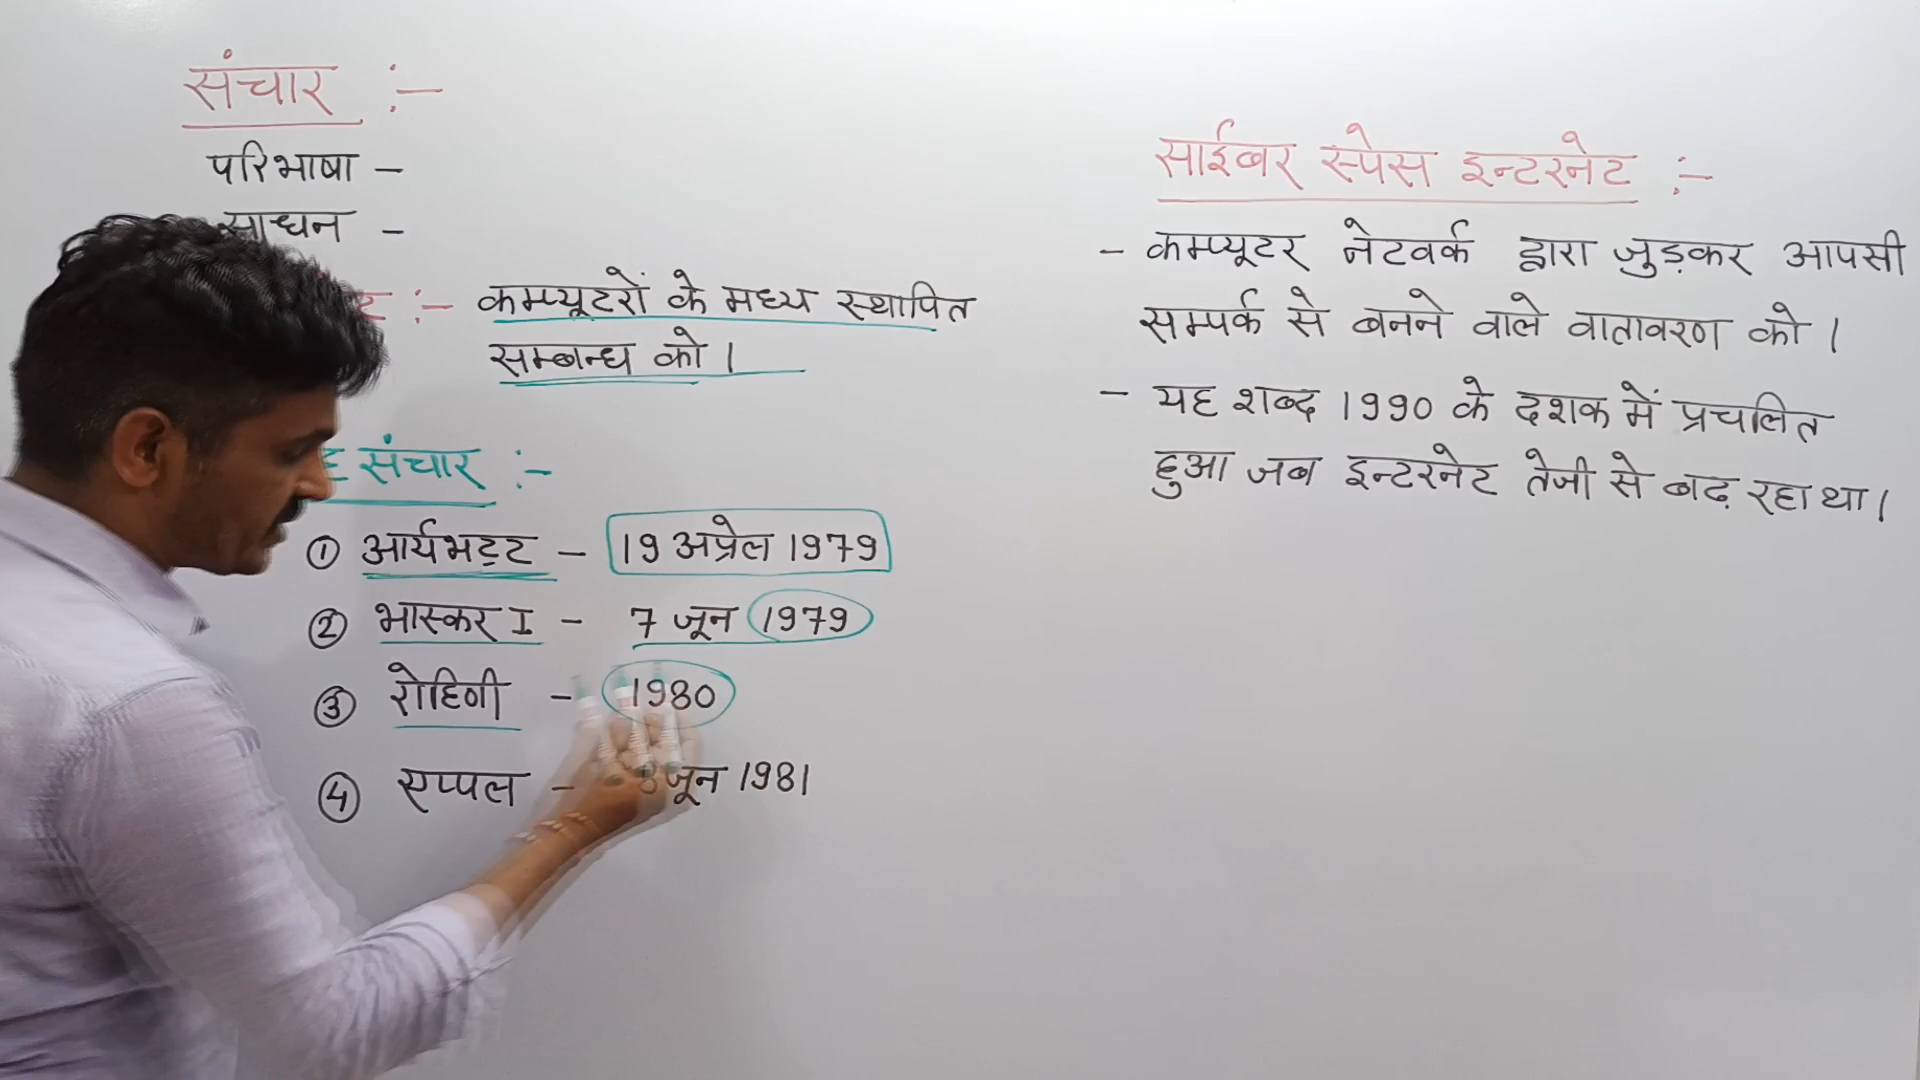 संचार :-
परिभाषा -
साधन -
:- कम्प्यूटरों के मध्य स्थापित
सम्बन्ध को।
संचार :-
① आर्यभट्ट - 19 अप्रेल 1979
② भास्कर I - 7 जून 1979
③ रोहिणी - 1980
④ एप्पल - 8 जून 1981
साईबर स्पेस इन्टरनेट :-
- कम्प्यूटर नेटवर्क द्वारा जुड़कर आपसी
सम्पर्क से बनने वाले वातावरण को।
- यह शब्द 1990 के दशक में प्रचलित
हुआ जब इन्टरनेट तेजी से बढ़ रहा था।